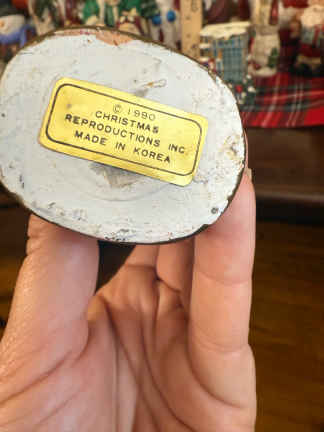 © 1990
CHRISTMAS
REPRODUCTIONS INC.
MADE IN KOREA